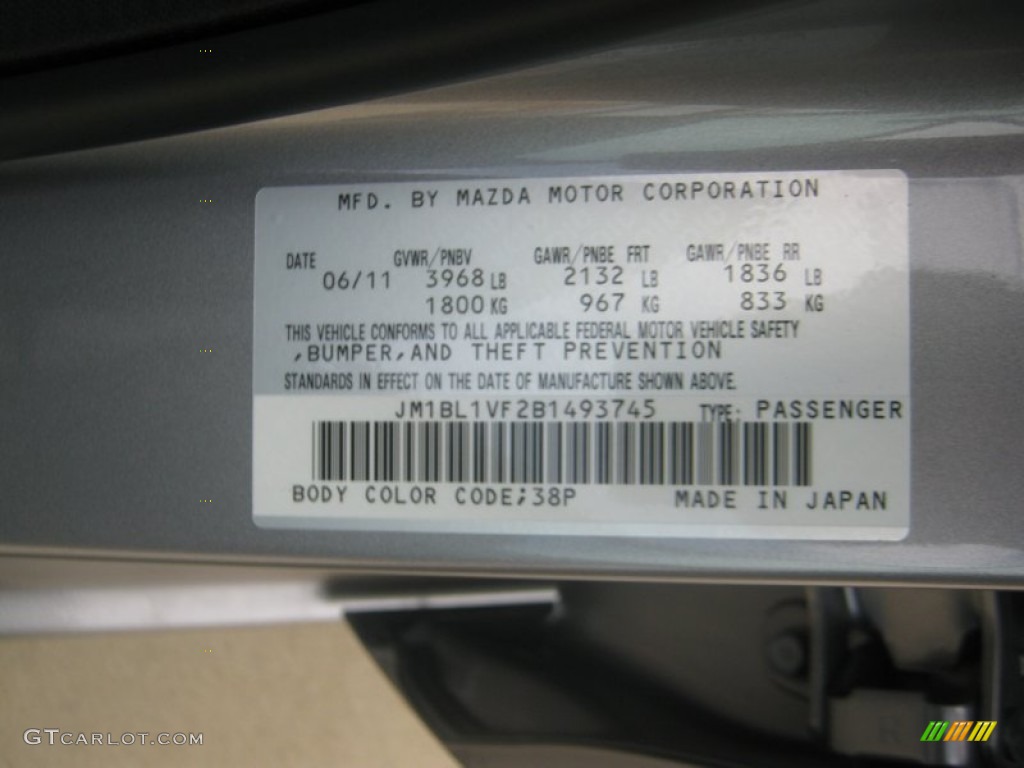 MFD. BY MAZDA MOTOR CORPORATION
DATE GVWR/PNBV GAWR/PNBE FRT GAWR/PNBE RR
06/11 3968 LB 2132 LB 1836 LB
1800 KG 967 KG 833 KG
THIS VEHICLE CONFORMS TO ALL APPLICABLE FEDERAL MOTOR VEHICLE SAFETY
,BUMPER,AND THEFT PREVENTION
STANDARDS IN EFFECT ON THE DATE OF MANUFACTURE SHOWN ABOVE.
JM1BL1VF2B1493745 TYPE: PASSENGER
BODY COLOR CODE;38P MADE IN JAPAN
GTCARLOT.COM